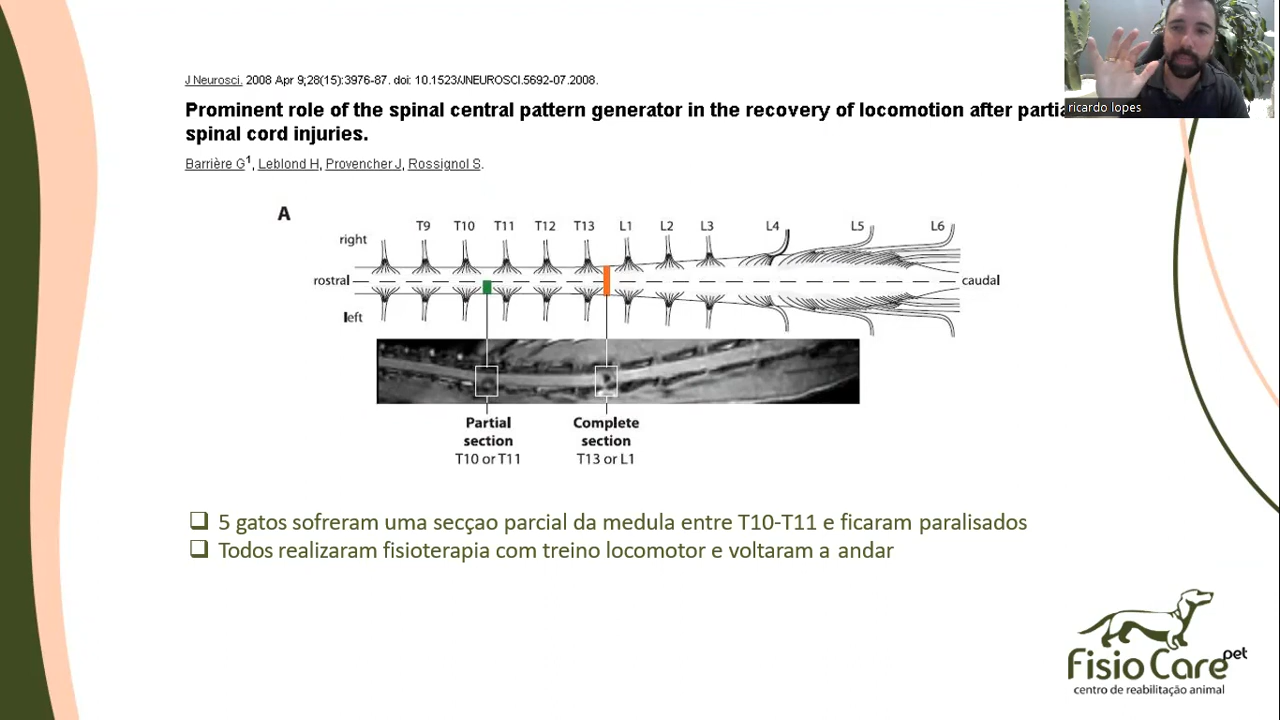 J Neurosci. 2008 Apr 9;28(15):3976-87. doi: 10.1523/JNEUROSCI.5692-07.2008.
Prominent role of the spinal central pattern generator in the recovery of locomotion after partia
spinal cord injuries.
Barrière G1, Leblond H, Provencher J, Rossignol S.
ricardo lopes
A
T9 T10 T11 T12 T13 L1 L2 L3 L4 L5 L6
right
rostral
caudal
left
Partial
section
T10 or T11
Complete
section
T13 or L1
5 gatos sofreram uma secçao parcial da medula entre T10-T11 e ficaram paralisados
Todos realizaram fisioterapia com treino locomotor e voltaram a andar
FisioCare pet
centro de reabilitação animal